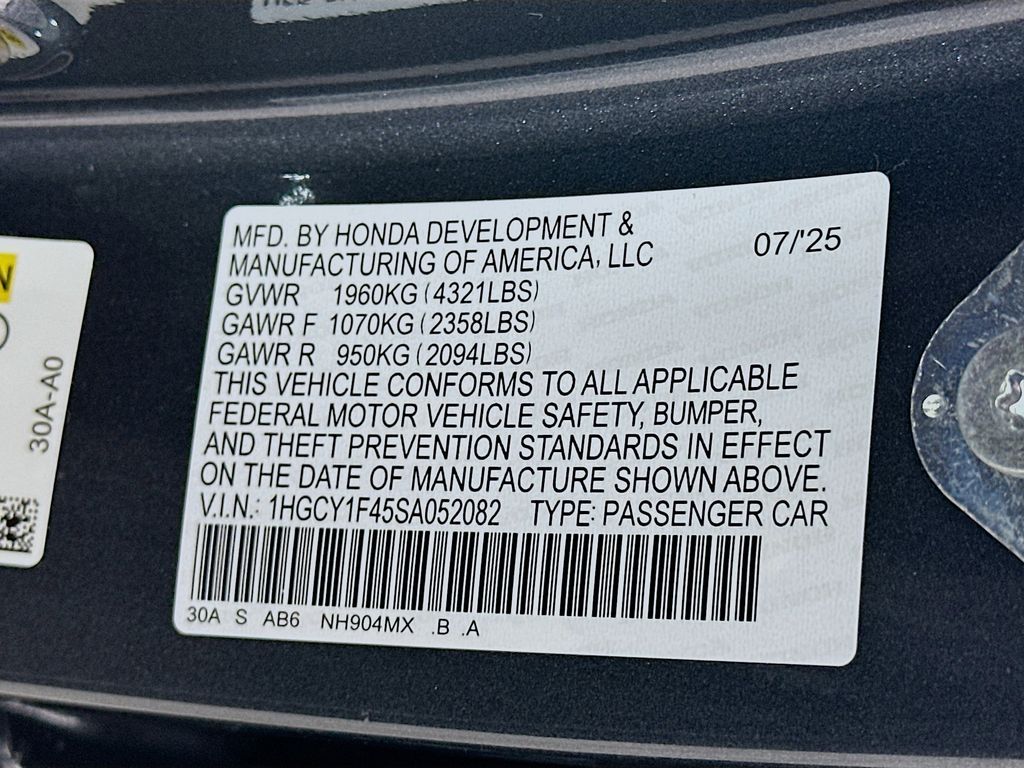 MFD. BY HONDA DEVELOPMENT &
MANUFACTURING OF AMERICA, LLC
07/'25
GVWR 1960KG (4321LBS)
GAWR F 1070KG (2358LBS)
GAWR R 950KG (2094LBS)
THIS VEHICLE CONFORMS TO ALL APPLICABLE
FEDERAL MOTOR VEHICLE SAFETY, BUMPER,
AND THEFT PREVENTION STANDARDS IN EFFECT
ON THE DATE OF MANUFACTURE SHOWN ABOVE.
V.I.N.: 1HGCY1F45SA052082 TYPE: PASSENGER CAR
30A S AB6 NH904MX .B .A
30A-A0
N